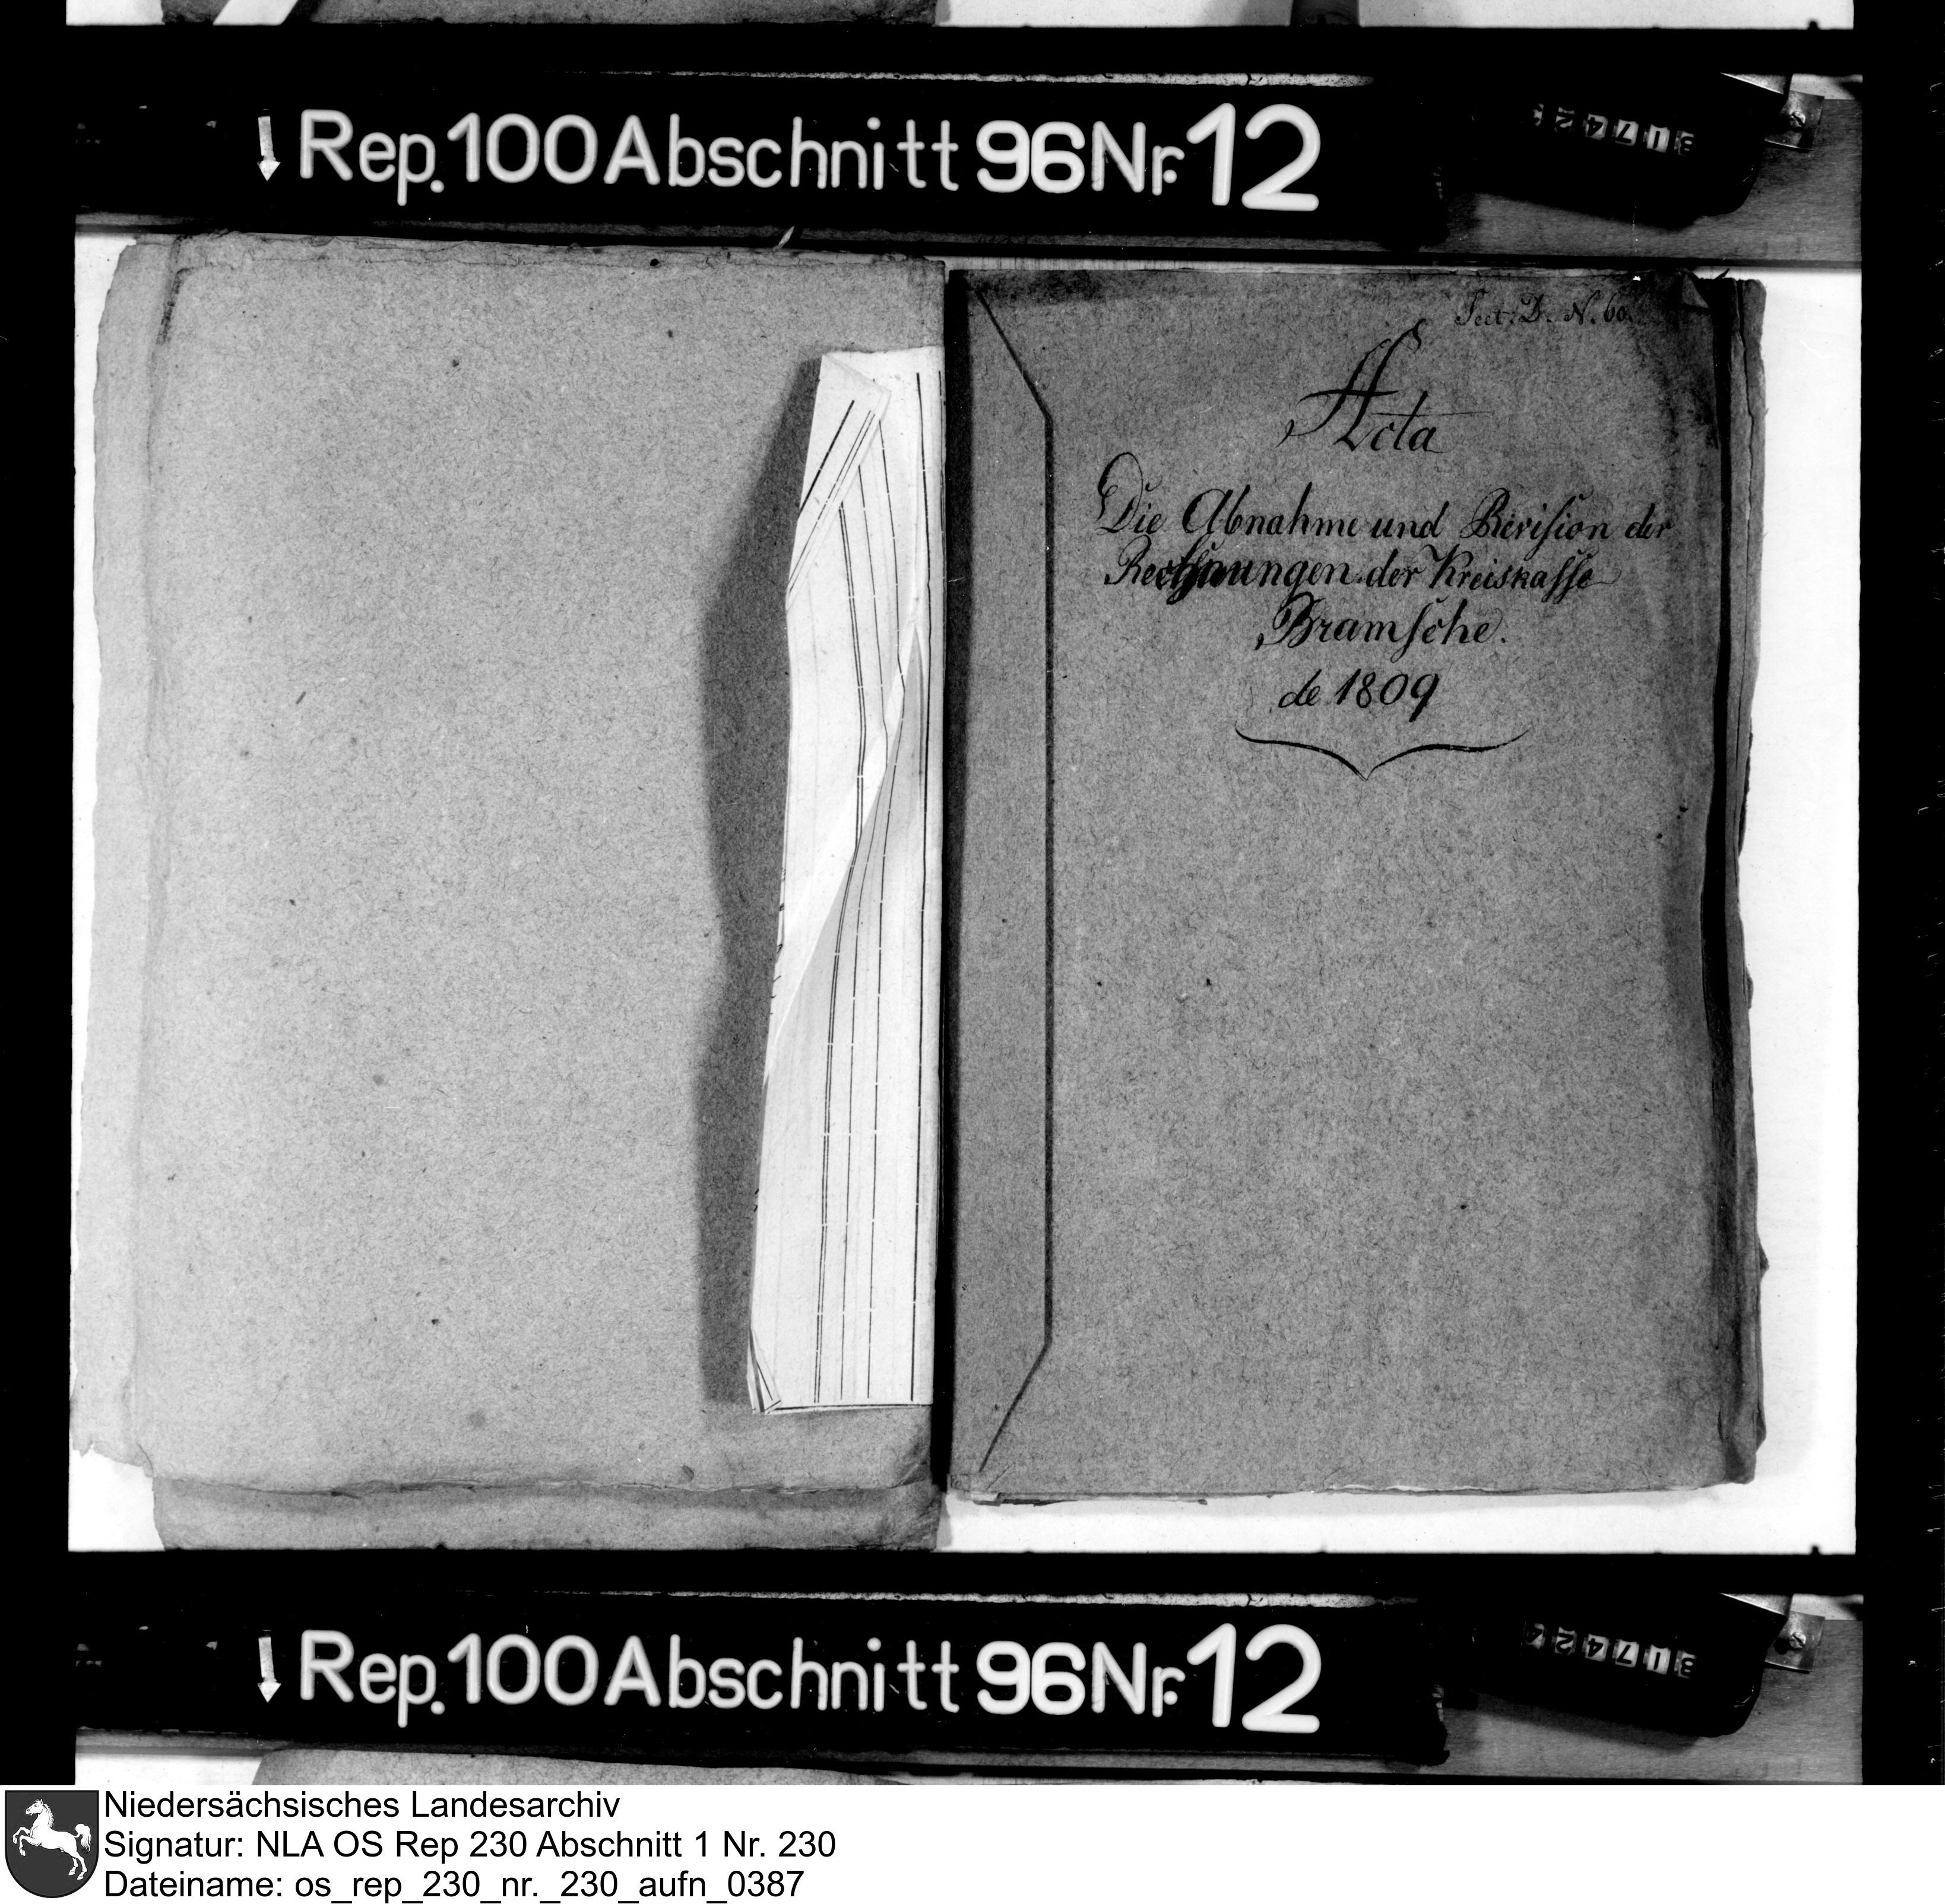 Rep. 100 Abschnitt 96 Nr. 12
Sect. D. N. 60.
Acta
Die Abnahme und Revision der
Rechnungen der Kreiskasse
Bramsche.
de 1809
Rep. 100 Abschnitt 96 Nr. 12
Niedersächsisches Landesarchiv
Signatur: NLA OS Rep 230 Abschnitt 1 Nr. 230
Dateiname: os_rep_230_nr._230_aufn_0387